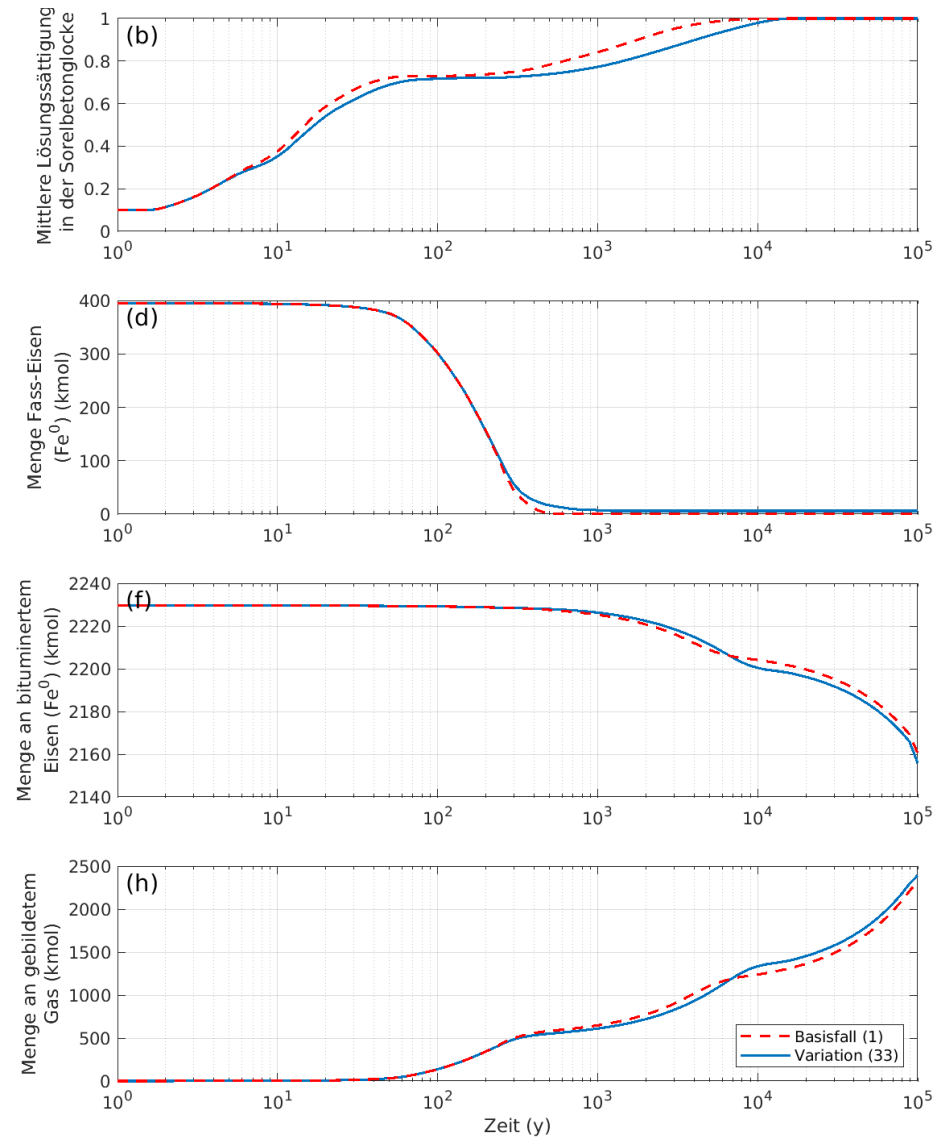 (b)
Mittlere Lösungssättigung
in der Sorelbetonglocke
1
0.8
0.6
0.4
0.2
0
10^0 10^1 10^2 10^3 10^4 10^5
(d)
Menge Fass-Eisen
(Fe^0) (kmol)
400
300
200
100
0
10^0 10^1 10^2 10^3 10^4 10^5
(f)
Menge an bituminertem
Eisen (Fe^0) (kmol)
2240
2220
2200
2180
2160
2140
10^0 10^1 10^2 10^3 10^4 10^5
(h)
Menge an gebildetem
Gas (kmol)
2500
2000
1500
1000
500
0
Basisfall (1)
Variation (33)
10^0 10^1 10^2 10^3 10^4 10^5
Zeit (y)